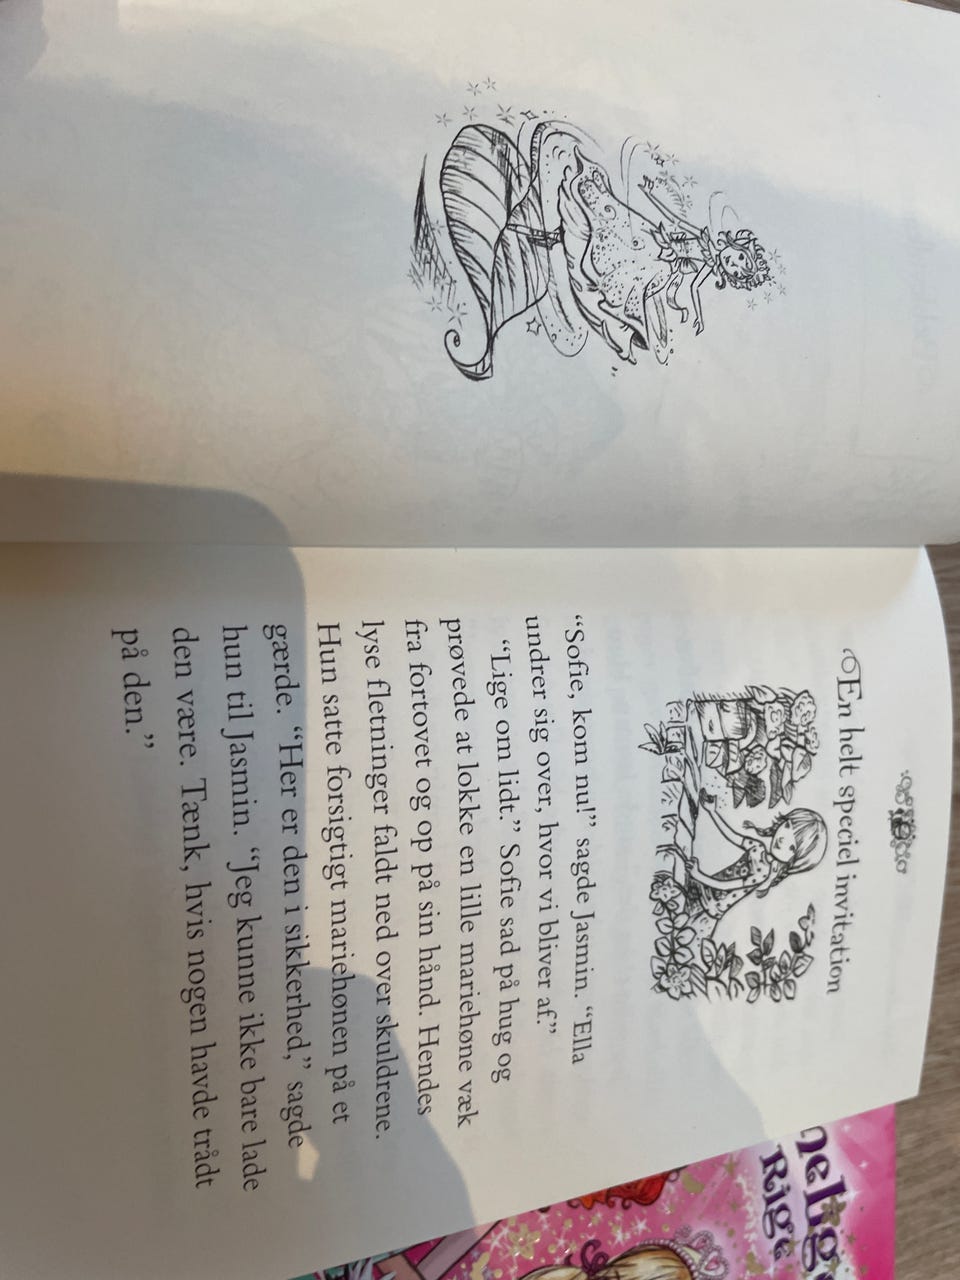 En helt speciel invitation
“Sofie, kom nu!” sagde Jasmin. “Ella
undrer sig over, hvor vi bliver af.”
“Lige om lidt.” Sofie sad på hug og
prøvede at lokke en lille mariehøne væk
fra fortovet og op på sin hånd. Hendes
lyse fletninger faldt ned over skuldrene.
Hun satte forsigtigt mariehønen på et
gærde. “Her er den i sikkerhed,” sagde
hun til Jasmin. “Jeg kunne ikke bare lade
den være. Tænk, hvis nogen havde trådt
på den.”
Rige